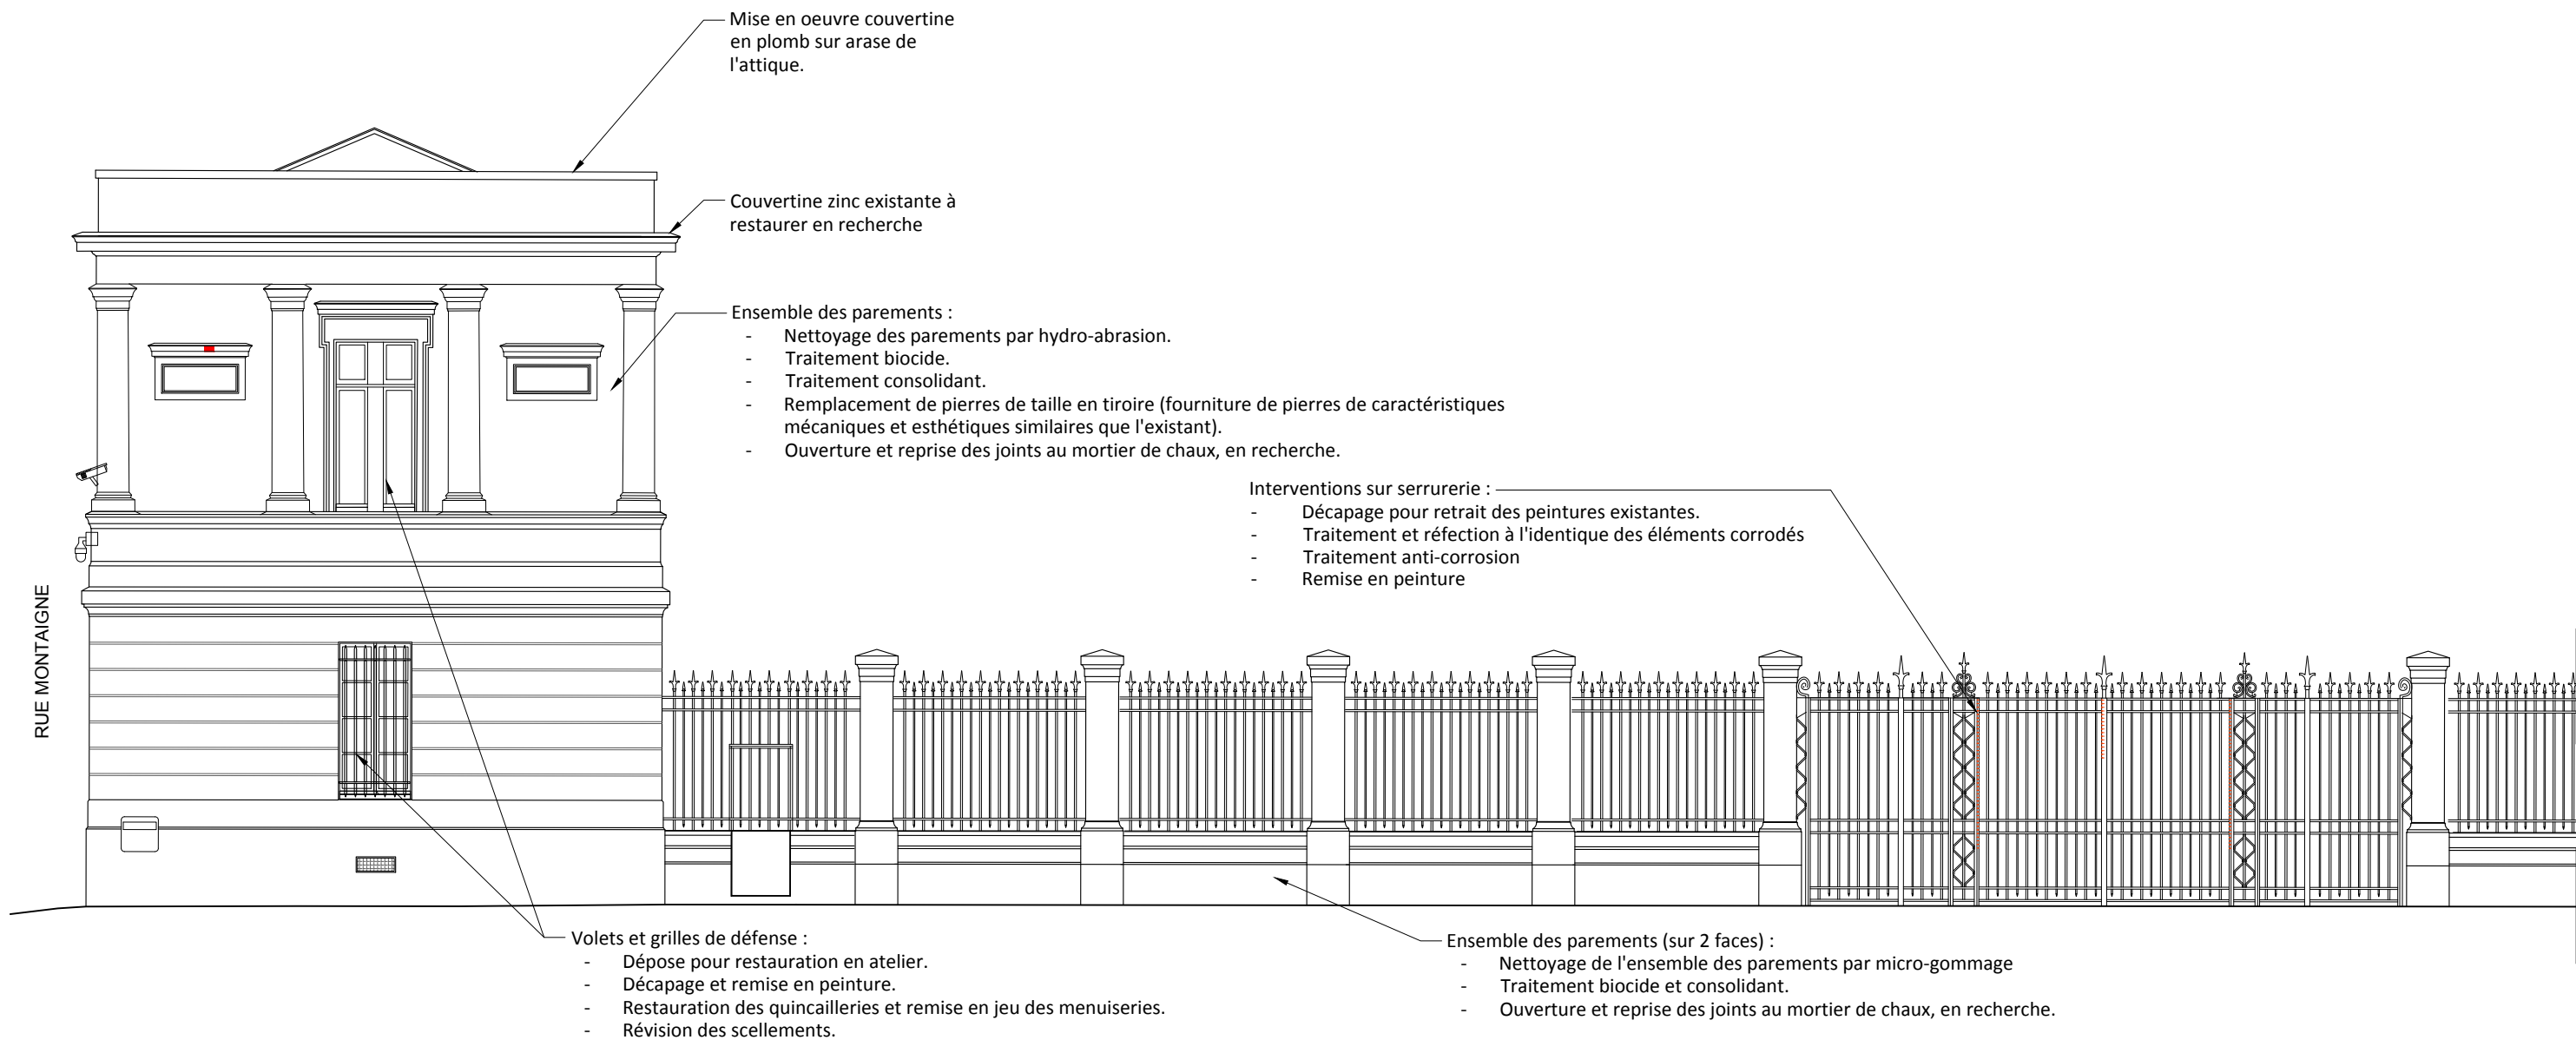 Mise en oeuvre couvertine
en plomb sur arase de
l'attique.
Couvertine zinc existante à
restaurer en recherche
Ensemble des parements :
- Nettoyage des parements par hydro-abrasion.
- Traitement biocide.
- Traitement consolidant.
- Remplacement de pierres de taille en tiroire (fourniture de pierres de caractéristiques
mécaniques et esthétiques similaires que l'existant).
- Ouverture et reprise des joints au mortier de chaux, en recherche.
Interventions sur serrurerie :
- Décapage pour retrait des peintures existantes.
- Traitement et réfection à l'identique des éléments corrodés
- Traitement anti-corrosion
- Remise en peinture
RUE MONTAIGNE
Volets et grilles de défense :
- Dépose pour restauration en atelier.
- Décapage et remise en peinture.
- Restauration des quincailleries et remise en jeu des menuiseries.
- Révision des scellements.
Ensemble des parements (sur 2 faces) :
- Nettoyage de l'ensemble des parements par micro-gommage
- Traitement biocide et consolidant.
- Ouverture et reprise des joints au mortier de chaux, en recherche.